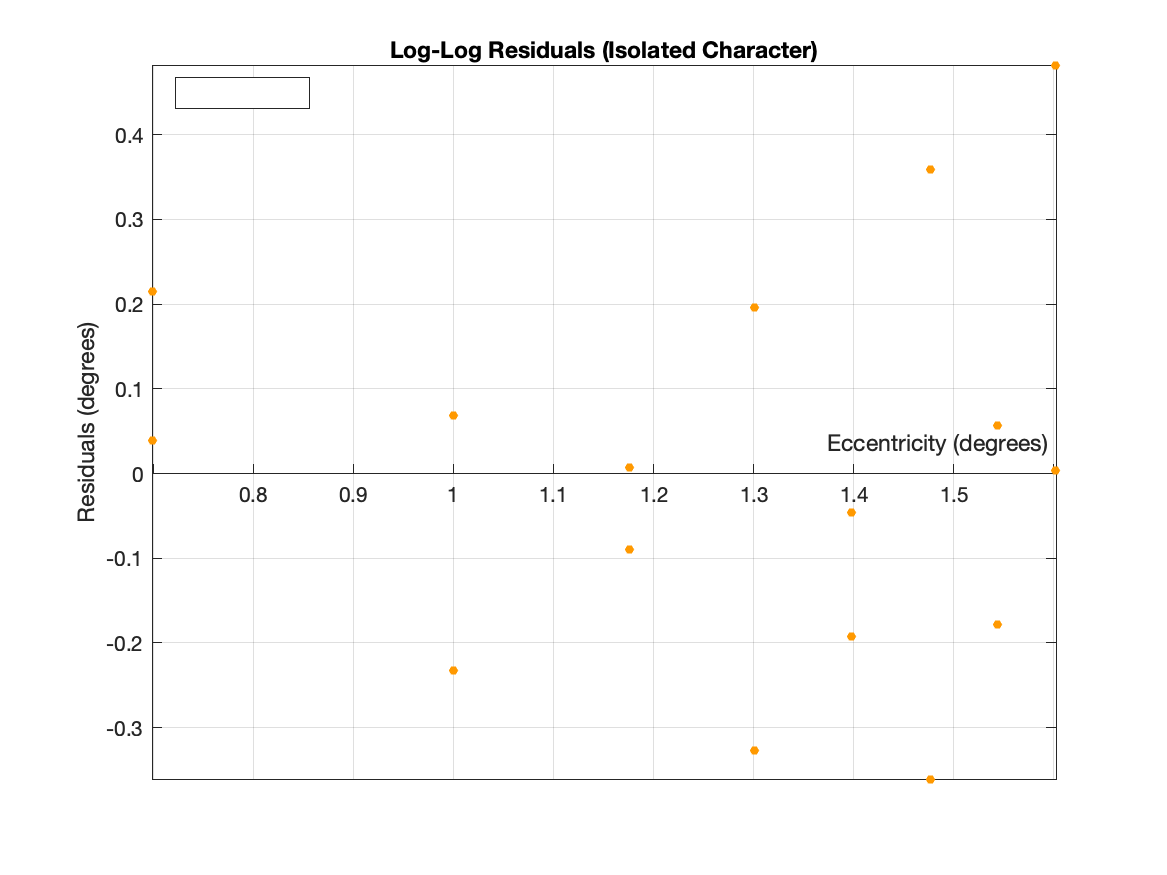 Log-Log Residuals (Isolated Character)
0.4
0.3
0.2
0.1
0
-0.1
-0.2
-0.3
Residuals (degrees)
Eccentricity (degrees)
0.8 0.9 1 1.1 1.2 1.3 1.4 1.5